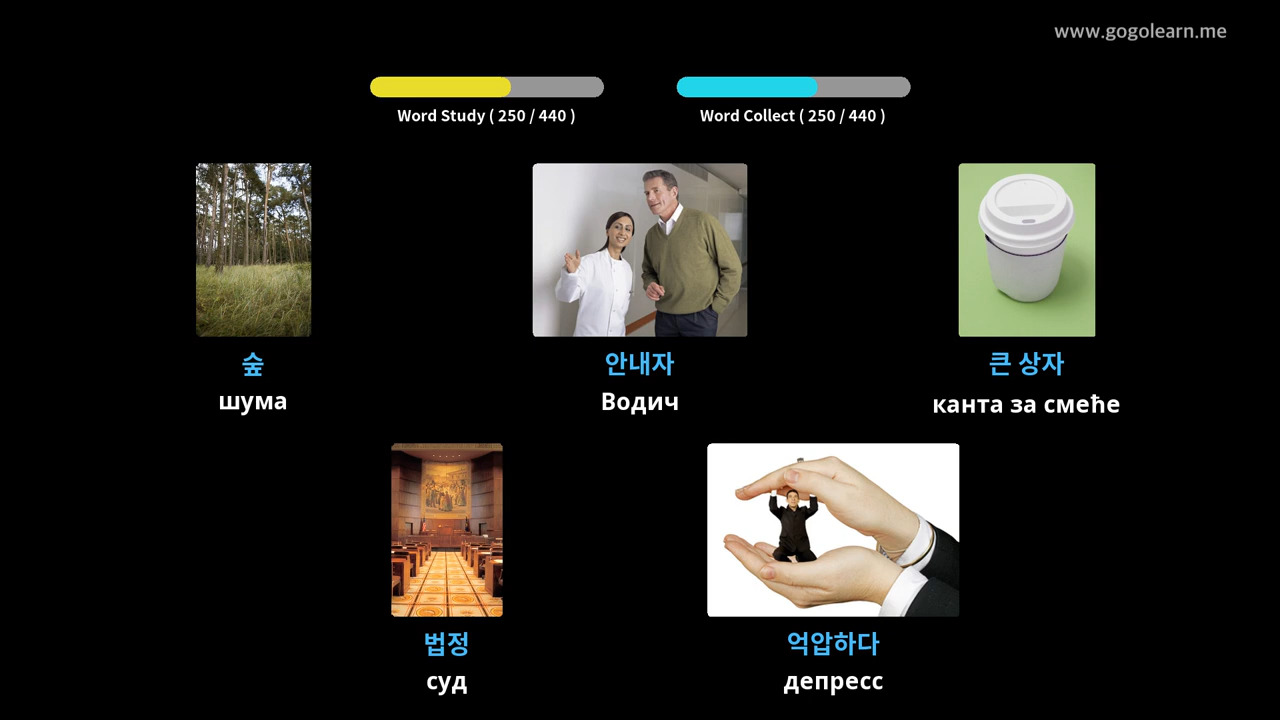 www.gogolearn.me
Word Study ( 250 / 440 )
Word Collect ( 250 / 440 )
숲
шума
안내자
Водич
큰 상자
канта за смеће
법정
суд
억압하다
депресс